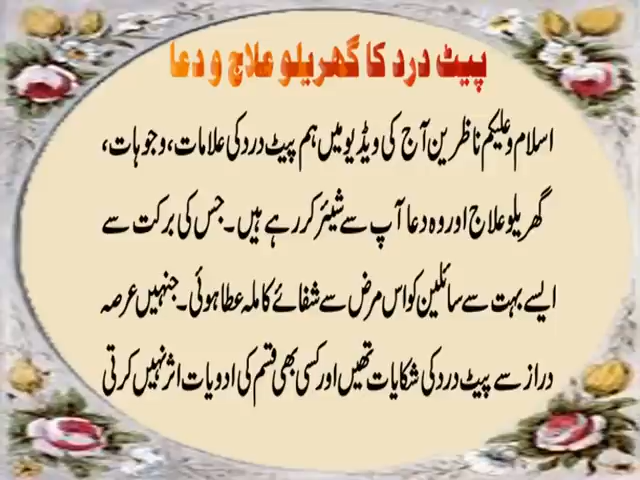 پیٹ درد کا گھریلو علاج و دعا
اسلام و علیکم ناظرین آج کی ویڈیو میں ہم پیٹ درد کی علامات، وجوہات،
گھریلو علاج اور وہ دعا آپ سے شیئر کر رہے ہیں۔ جس کی برکت سے
ایسے بہت سے سائلین کو اس مرض سے شفائے کاملہ عطا ہوئی۔ جنہیں عرصہ
دراز سے پیٹ درد کی شکایات تھیں اور کسی بھی قسم کی ادویات اثر نہیں کرتی